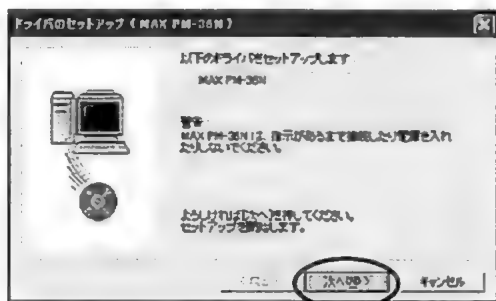 ドライバのセットアップ ( MAX PM-36N )
以下のドライバをセットアップします
MAX PM-36N
警告
MAX PM-36N は、指示があるまで接続したり電源を入れ
たりしないでください。
よろしければ[次へ]を押してください。
セットアップを開始します。
次へ(N) >
キャンセル